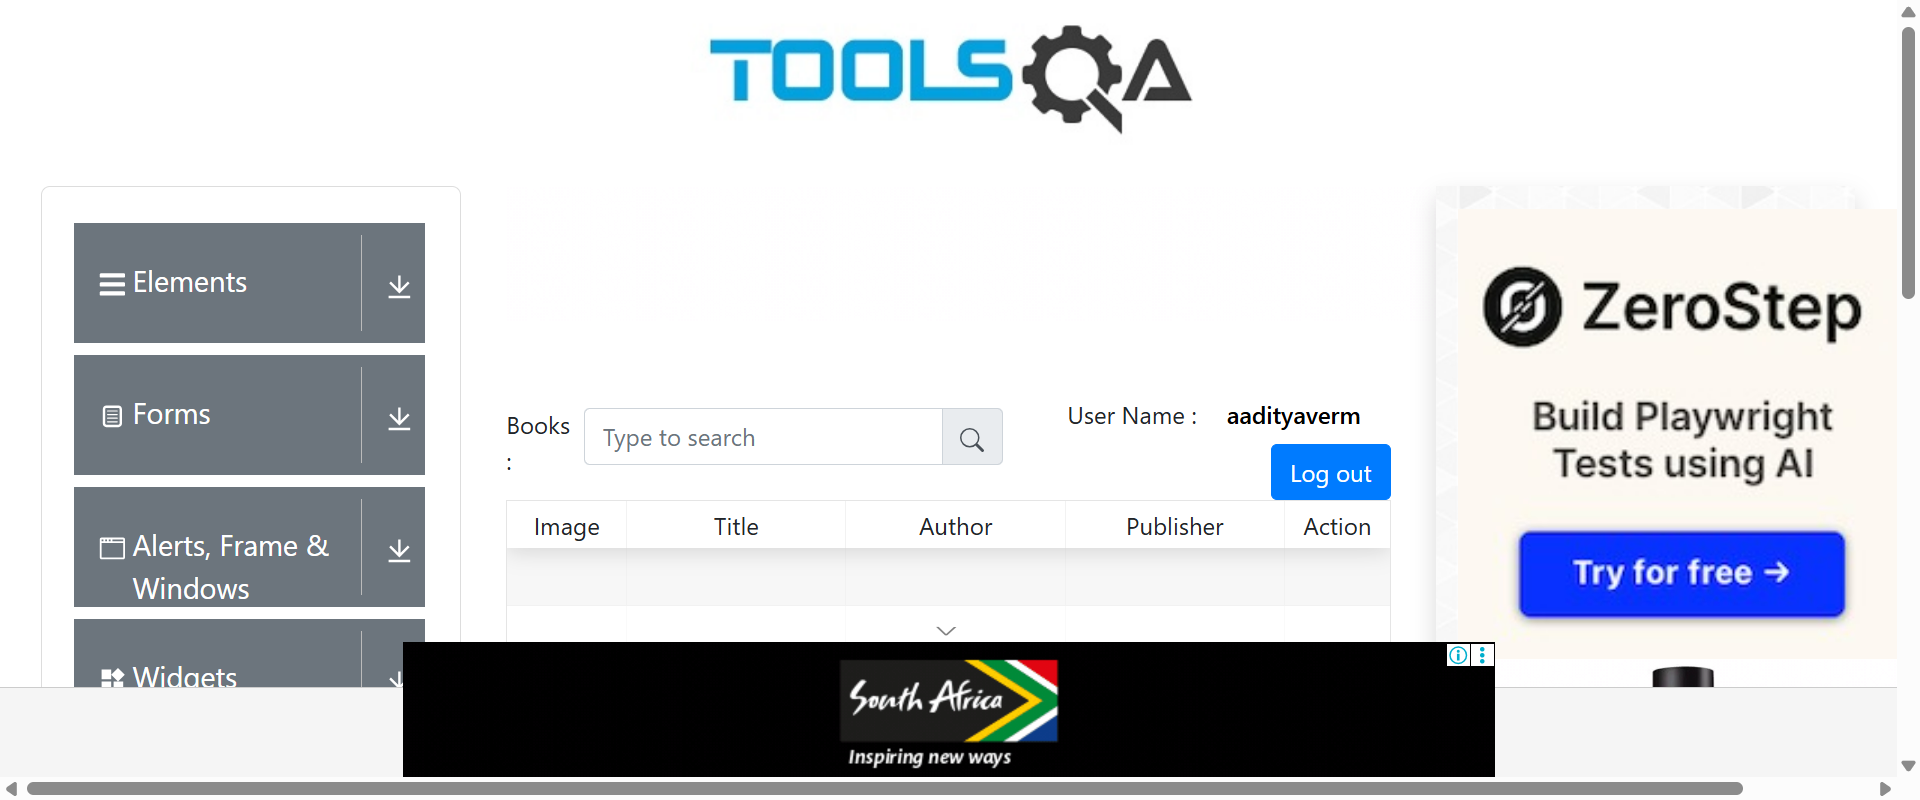 TOOLSQA
Elements
Forms
Alerts, Frame &
Windows
Widgets
Books
:
Type to search
User Name :
aadityaverm
Log out
Image
Title
Author
Publisher
Action
ZeroStep
Build Playwright
Tests using AI
Try for free →
South Africa
Inspiring new ways